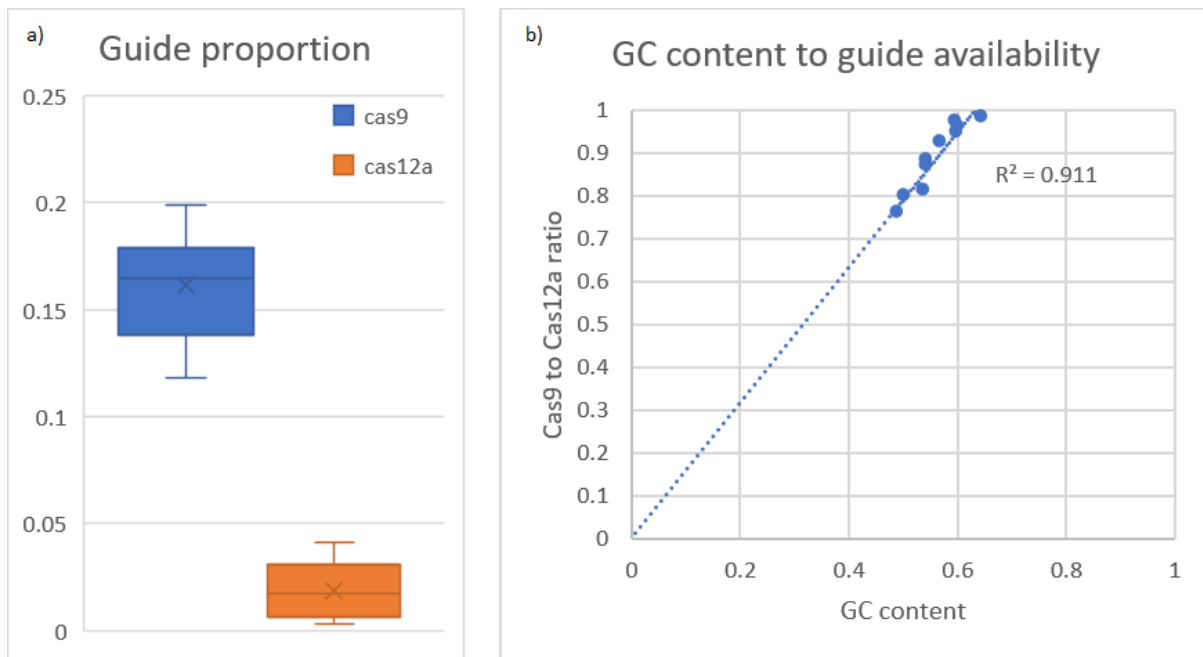 a)
Guide proportion
0.25
0.2
0.15
0.1
0.05
0
cas9
cas12a
b)
GC content to guide availability
Cas9 to Cas12a ratio
1
0.9
0.8
0.7
0.6
0.5
0.4
0.3
0.2
0.1
0
R² = 0.911
0 0.2 0.4 0.6 0.8 1
GC content